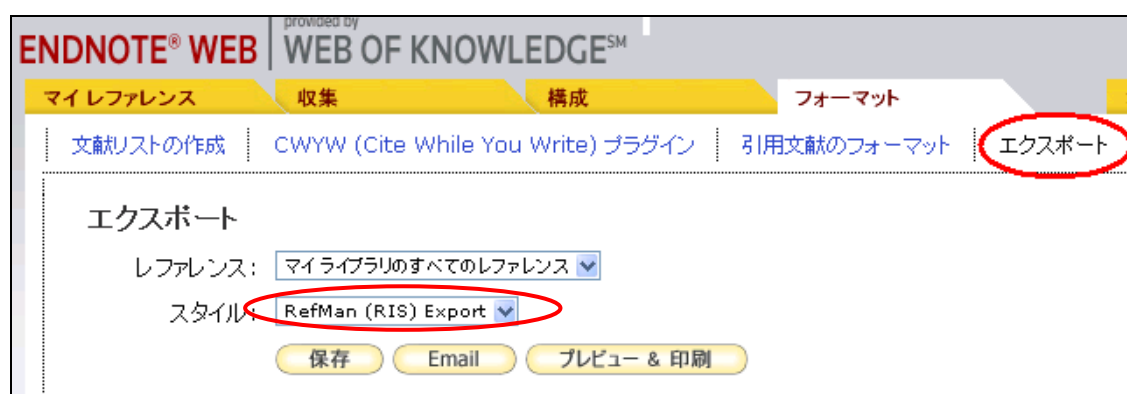 provided by
ENDNOTE® WEB WEB OF KNOWLEDGE℠
マイ レファレンス 収集 構成 フォーマット
文献リストの作成 CWYW (Cite While You Write) プラグイン 引用文献のフォーマット エクスポート
エクスポート
レファレンス: マイ ライブラリのすべてのレファレンス
スタイル: RefMan (RIS) Export
保存 Email プレビュー & 印刷